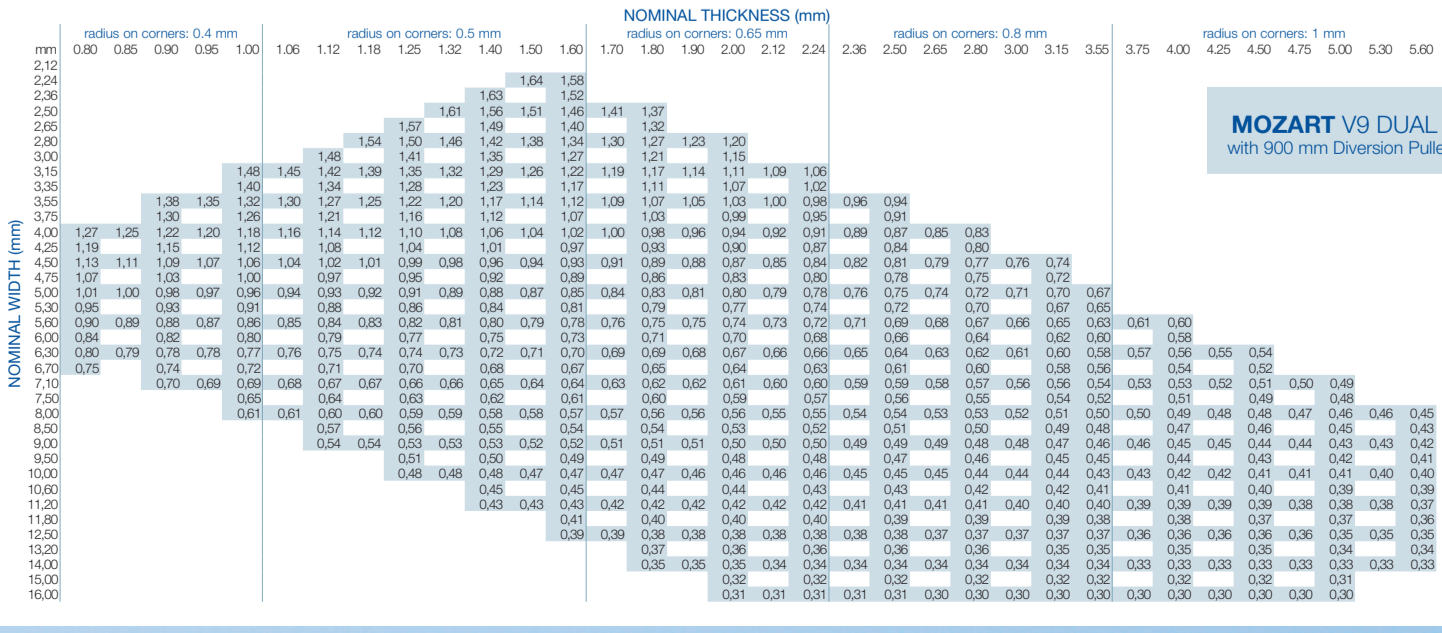 NOMINAL THICKNESS (mm)
radius on corners: 0.4 mm radius on corners: 0.5 mm radius on corners: 0.65 mm radius on corners: 0.8 mm radius on corners: 1 mm
mm 0.80 0.85 0.90 0.95 1.00 1.06 1.12 1.18 1.25 1.32 1.40 1.50 1.60 1.70 1.80 1.90 2.00 2.12 2.24 2.36 2.50 2.65 2.80 3.00 3.15 3.55 3.75 4.00 4.25 4.50 4.75 5.00 5.30 5.60
2,12
2,24 1,64 1,58
2,36 1,63 1,52
2,50 1,61 1,56 1,51 1,46 1,41 1,37
2,65 1,57 1,49 1,40 1,32
2,80 1,54 1,50 1,46 1,42 1,38 1,34 1,30 1,27 1,23 1,20
3,00 1,48 1,41 1,35 1,27 1,21 1,15
3,15 1,48 1,45 1,42 1,39 1,35 1,32 1,29 1,26 1,22 1,19 1,17 1,14 1,11 1,09 1,06
3,35 1,40 1,34 1,28 1,23 1,17 1,11 1,07 1,02
3,55 1,38 1,35 1,32 1,30 1,27 1,25 1,22 1,20 1,17 1,14 1,12 1,09 1,07 1,05 1,03 1,00 0,98 0,96 0,94
3,75 1,30 1,26 1,21 1,16 1,12 1,07 1,03 0,99 0,95 0,91
4,00 1,27 1,25 1,22 1,20 1,18 1,16 1,14 1,12 1,10 1,08 1,06 1,04 1,02 1,00 0,98 0,96 0,94 0,92 0,91 0,89 0,87 0,85 0,83
4,25 1,19 1,15 1,12 1,08 1,04 1,01 0,97 0,93 0,90 0,87 0,84 0,80
4,50 1,13 1,11 1,09 1,07 1,06 1,04 1,02 1,01 0,99 0,98 0,96 0,94 0,93 0,91 0,89 0,88 0,87 0,85 0,84 0,82 0,81 0,79 0,77 0,76 0,74
4,75 1,07 1,03 1,00 0,97 0,95 0,92 0,89 0,86 0,83 0,80 0,78 0,75 0,72
5,00 1,01 1,00 0,98 0,97 0,96 0,94 0,93 0,92 0,91 0,89 0,88 0,87 0,85 0,84 0,83 0,81 0,80 0,79 0,78 0,76 0,75 0,74 0,72 0,71 0,70 0,67
5,30 0,95 0,93 0,91 0,88 0,86 0,84 0,81 0,79 0,77 0,74 0,72 0,70 0,67 0,65
5,60 0,90 0,89 0,88 0,87 0,86 0,85 0,84 0,83 0,82 0,81 0,80 0,79 0,78 0,76 0,75 0,75 0,74 0,73 0,72 0,71 0,69 0,68 0,67 0,66 0,65 0,63 0,61 0,60
6,00 0,84 0,82 0,80 0,79 0,77 0,75 0,73 0,71 0,70 0,68 0,66 0,64 0,62 0,60 0,58
6,30 0,80 0,79 0,78 0,78 0,77 0,76 0,75 0,74 0,74 0,73 0,72 0,71 0,70 0,69 0,69 0,68 0,67 0,66 0,66 0,65 0,64 0,63 0,62 0,61 0,60 0,58 0,57 0,56 0,55 0,54
6,70 0,75 0,74 0,72 0,71 0,70 0,68 0,67 0,65 0,64 0,63 0,61 0,60 0,58 0,56 0,54 0,52
7,10 0,70 0,69 0,69 0,68 0,67 0,67 0,66 0,66 0,65 0,64 0,64 0,63 0,62 0,62 0,61 0,60 0,60 0,59 0,59 0,58 0,57 0,56 0,56 0,54 0,53 0,53 0,52 0,51 0,50 0,49
7,50 0,65 0,64 0,63 0,62 0,61 0,60 0,59 0,57 0,56 0,55 0,54 0,52 0,51 0,49 0,48
8,00 0,61 0,61 0,60 0,60 0,59 0,59 0,58 0,58 0,57 0,57 0,56 0,56 0,56 0,55 0,55 0,54 0,54 0,53 0,53 0,52 0,51 0,50 0,50 0,49 0,48 0,48 0,47 0,46 0,46 0,45
8,50 0,57 0,56 0,55 0,54 0,54 0,53 0,52 0,51 0,50 0,49 0,48 0,47 0,46 0,45 0,43
9,00 0,54 0,54 0,53 0,53 0,53 0,52 0,52 0,51 0,51 0,51 0,50 0,50 0,50 0,49 0,49 0,49 0,48 0,48 0,47 0,46 0,46 0,45 0,45 0,44 0,44 0,43 0,43 0,42
9,50 0,51 0,50 0,49 0,49 0,48 0,48 0,47 0,46 0,45 0,45 0,44 0,43 0,42 0,41
10,00 0,48 0,48 0,48 0,47 0,47 0,47 0,47 0,46 0,46 0,46 0,46 0,45 0,45 0,45 0,44 0,44 0,44 0,43 0,43 0,42 0,42 0,41 0,41 0,41 0,40 0,40
10,60 0,45 0,45 0,44 0,44 0,43 0,43 0,42 0,42 0,41 0,41 0,40 0,39 0,39
11,20 0,43 0,43 0,43 0,42 0,42 0,42 0,42 0,42 0,42 0,41 0,41 0,41 0,41 0,40 0,40 0,40 0,39 0,39 0,39 0,39 0,38 0,38 0,38 0,37
11,80 0,41 0,40 0,40 0,40 0,39 0,39 0,39 0,38 0,38 0,37 0,37 0,36
12,50 0,39 0,39 0,38 0,38 0,38 0,38 0,38 0,38 0,38 0,37 0,37 0,37 0,37 0,37 0,36 0,36 0,36 0,36 0,36 0,35 0,35 0,35
13,20 0,37 0,36 0,36 0,36 0,36 0,35 0,35 0,35 0,35 0,34 0,34
14,00 0,35 0,35 0,35 0,34 0,34 0,34 0,34 0,34 0,34 0,34 0,34 0,34 0,33 0,33 0,33 0,33 0,33 0,33 0,33 0,33
15,00 0,32 0,32 0,32 0,32 0,32 0,32 0,32 0,32 0,31
16,00 0,31 0,31 0,31 0,31 0,31 0,30 0,30 0,30 0,30 0,30 0,30 0,30 0,30 0,30 0,30 0,30
NOMINAL WIDTH (mm)
MOZART V9 DUAL
with 900 mm Diversion Pulle